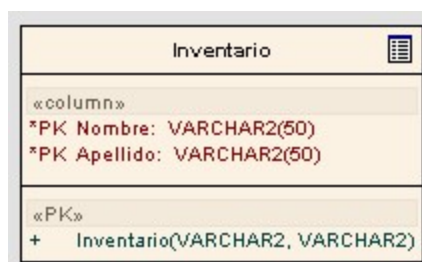 Inventario
«column»
*PK Nombre: VARCHAR2(50)
*PK Apellido: VARCHAR2(50)
«PK»
+ Inventario(VARCHAR2, VARCHAR2)